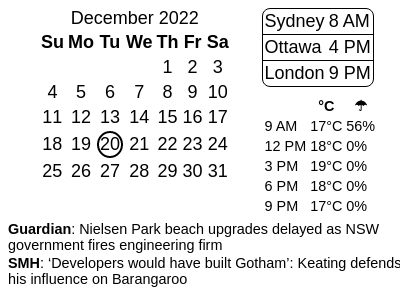 December 2022
Su Mo Tu We Th Fr Sa
1 2 3
4 5 6 7 8 9 10
11 12 13 14 15 16 17
18 19 20 21 22 23 24
25 26 27 28 29 30 31
Sydney 8 AM
Ottawa 4 PM
London 9 PM
°C ☂
9 AM 17°C 56%
12 PM 18°C 0%
3 PM 19°C 0%
6 PM 18°C 0%
9 PM 17°C 0%
Guardian: Nielsen Park beach upgrades delayed as NSW
government fires engineering firm
SMH: ‘Developers would have built Gotham’: Keating defends
his influence on Barangaroo